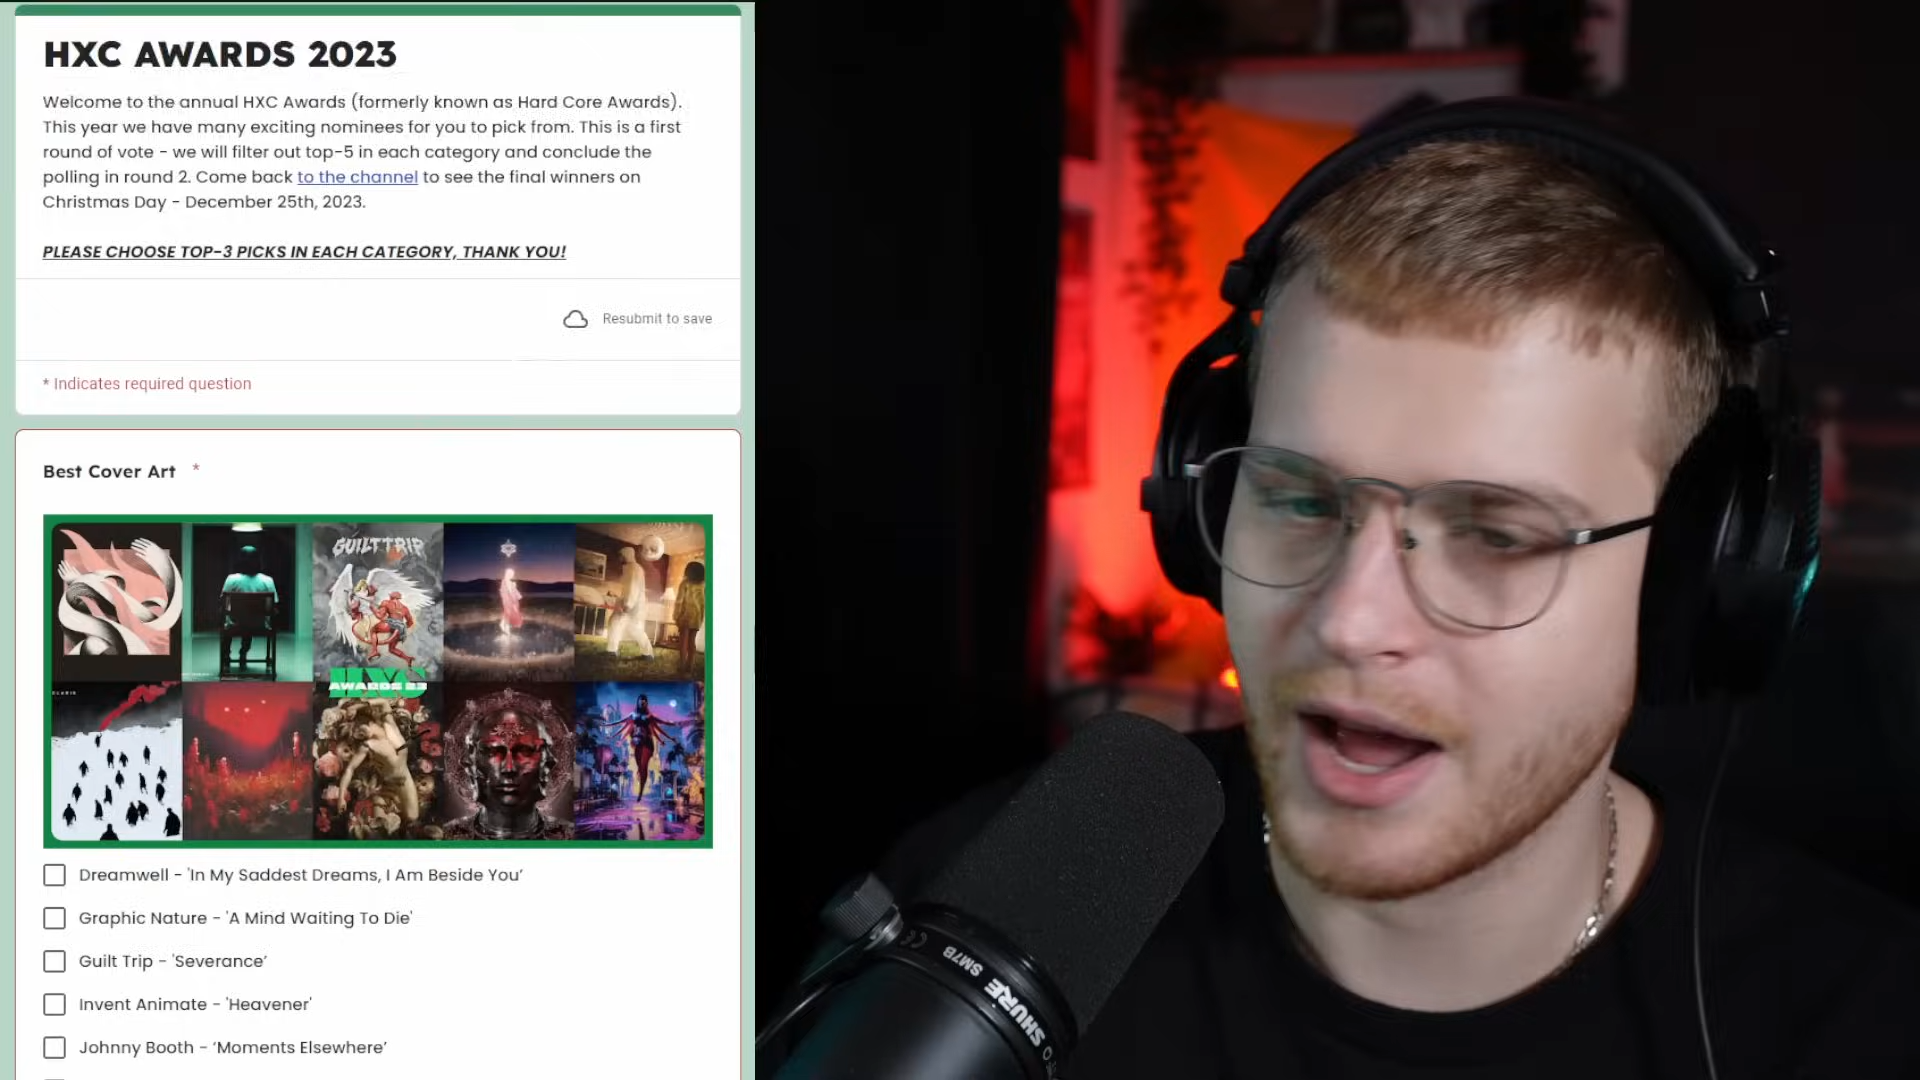 HXC AWARDS 2023
Welcome to the annual HXC Awards (formerly known as Hard Core Awards).
This year we have many exciting nominees for you to pick from. This is a first
round of vote - we will filter out top-5 in each category and conclude the
polling in round 2. Come back to the channel to see the final winners on
Christmas Day - December 25th, 2023.
PLEASE CHOOSE TOP-3 PICKS IN EACH CATEGORY, THANK YOU!
Resubmit to save
* Indicates required question
Best Cover Art *
GUILT TRIP
AWARDS 23
Dreamwell - 'In My Saddest Dreams, I Am Beside You’
Graphic Nature - 'A Mind Waiting To Die'
Guilt Trip - 'Severance’
Invent Animate - 'Heavener'
Johnny Booth - ‘Moments Elsewhere’
SM7B
SHURE